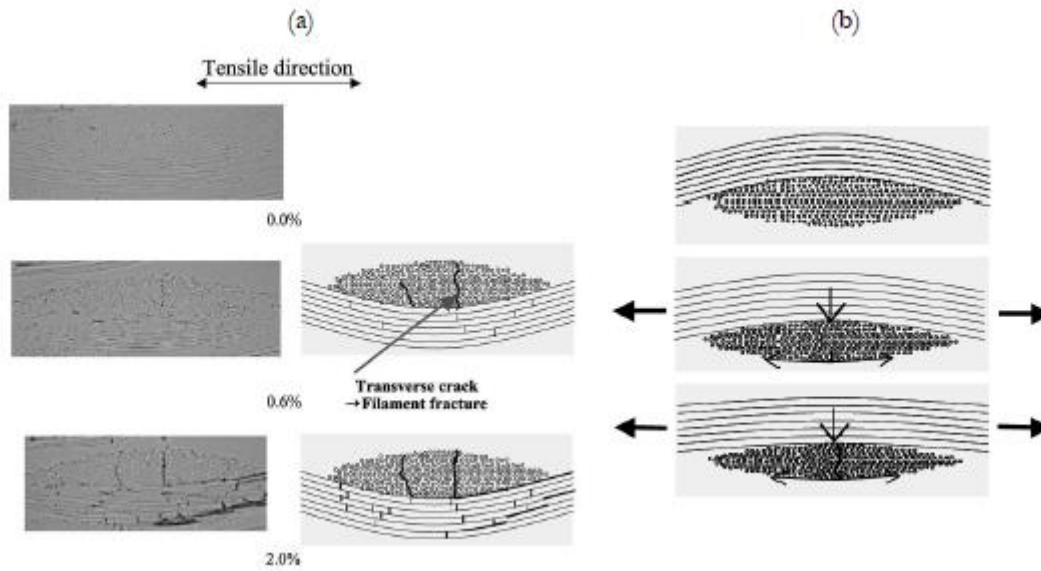 (a)
(b)
Tensile direction
0.0%
0.6%
Transverse crack
→Filament fracture
2.0%